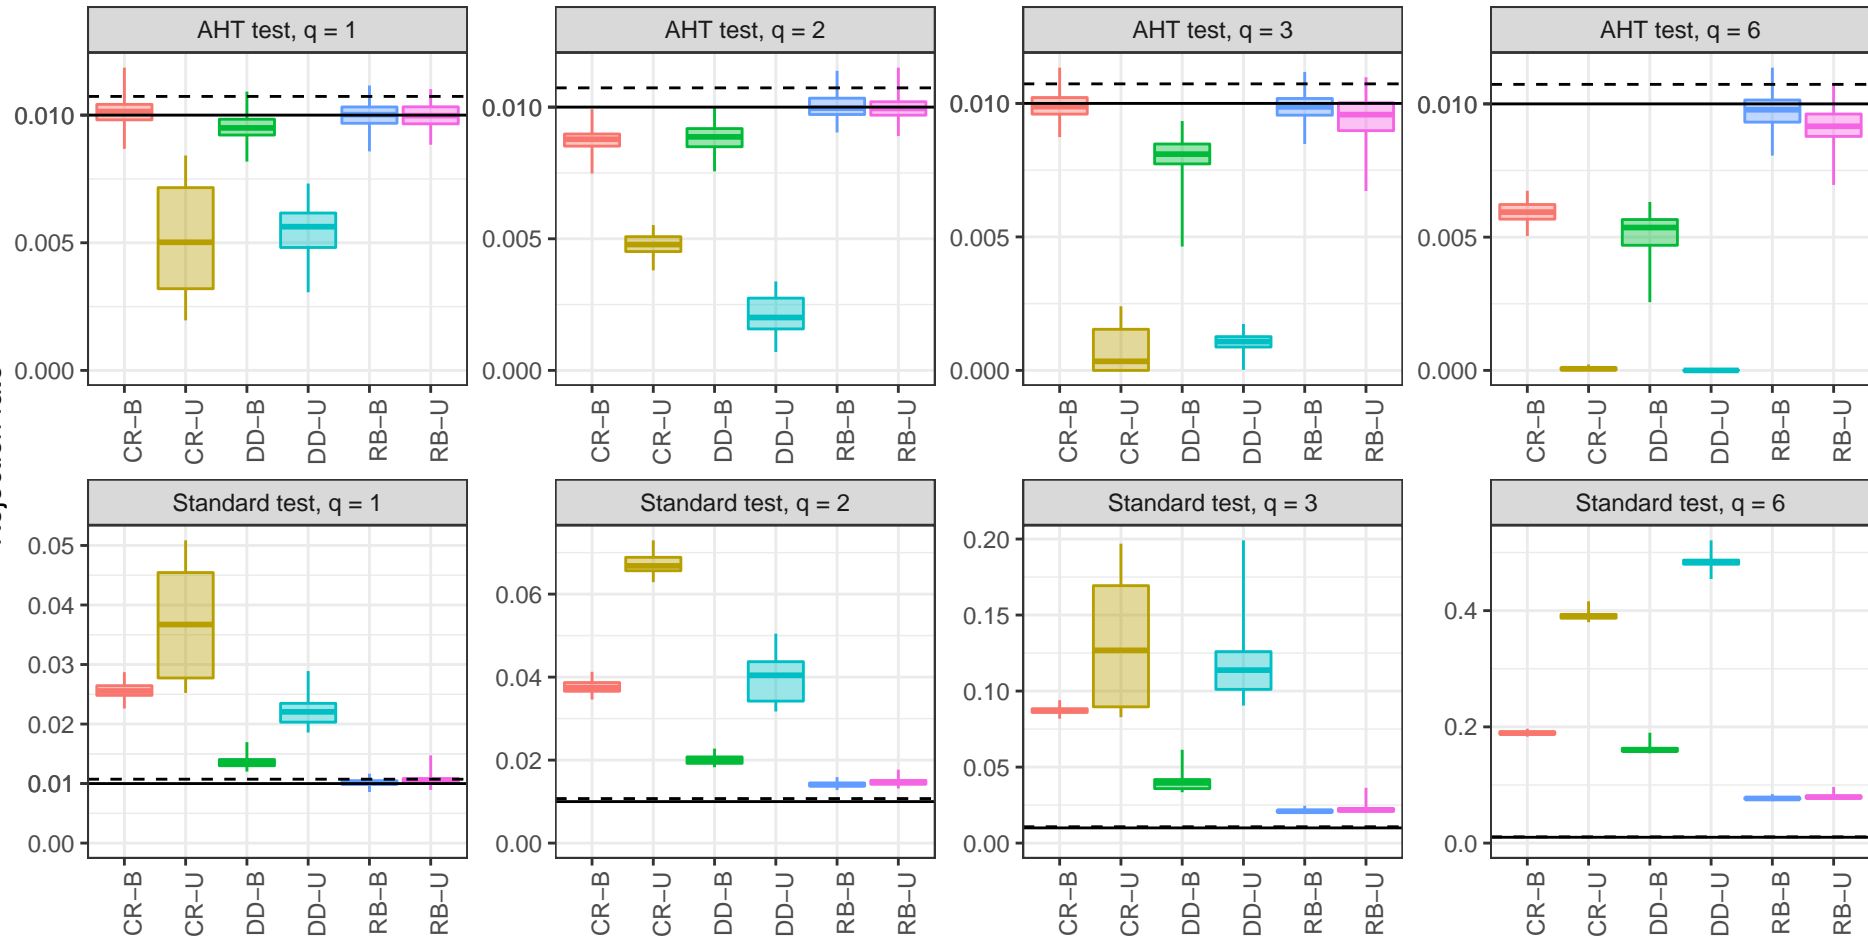 AHT test, q = 1
AHT test, q = 2
AHT test, q = 3
AHT test, q = 6
0.010
0.005
0.000
0.010
0.005
0.000
0.010
0.005
0.000
0.010
0.005
0.000
CR−B
CR−U
DD−B
DD−U
RB−B
RB−U
CR−B
CR−U
DD−B
DD−U
RB−B
RB−U
CR−B
CR−U
DD−B
DD−U
RB−B
RB−U
CR−B
CR−U
DD−B
DD−U
RB−B
RB−U
Standard test, q = 1
Standard test, q = 2
Standard test, q = 3
Standard test, q = 6
0.05
0.04
0.03
0.02
0.01
0.00
0.06
0.04
0.02
0.00
0.20
0.15
0.10
0.05
0.00
0.4
0.2
0.0
CR−B
CR−U
DD−B
DD−U
RB−B
RB−U
CR−B
CR−U
DD−B
DD−U
RB−B
RB−U
CR−B
CR−U
DD−B
DD−U
RB−B
RB−U
CR−B
CR−U
DD−B
DD−U
RB−B
RB−U